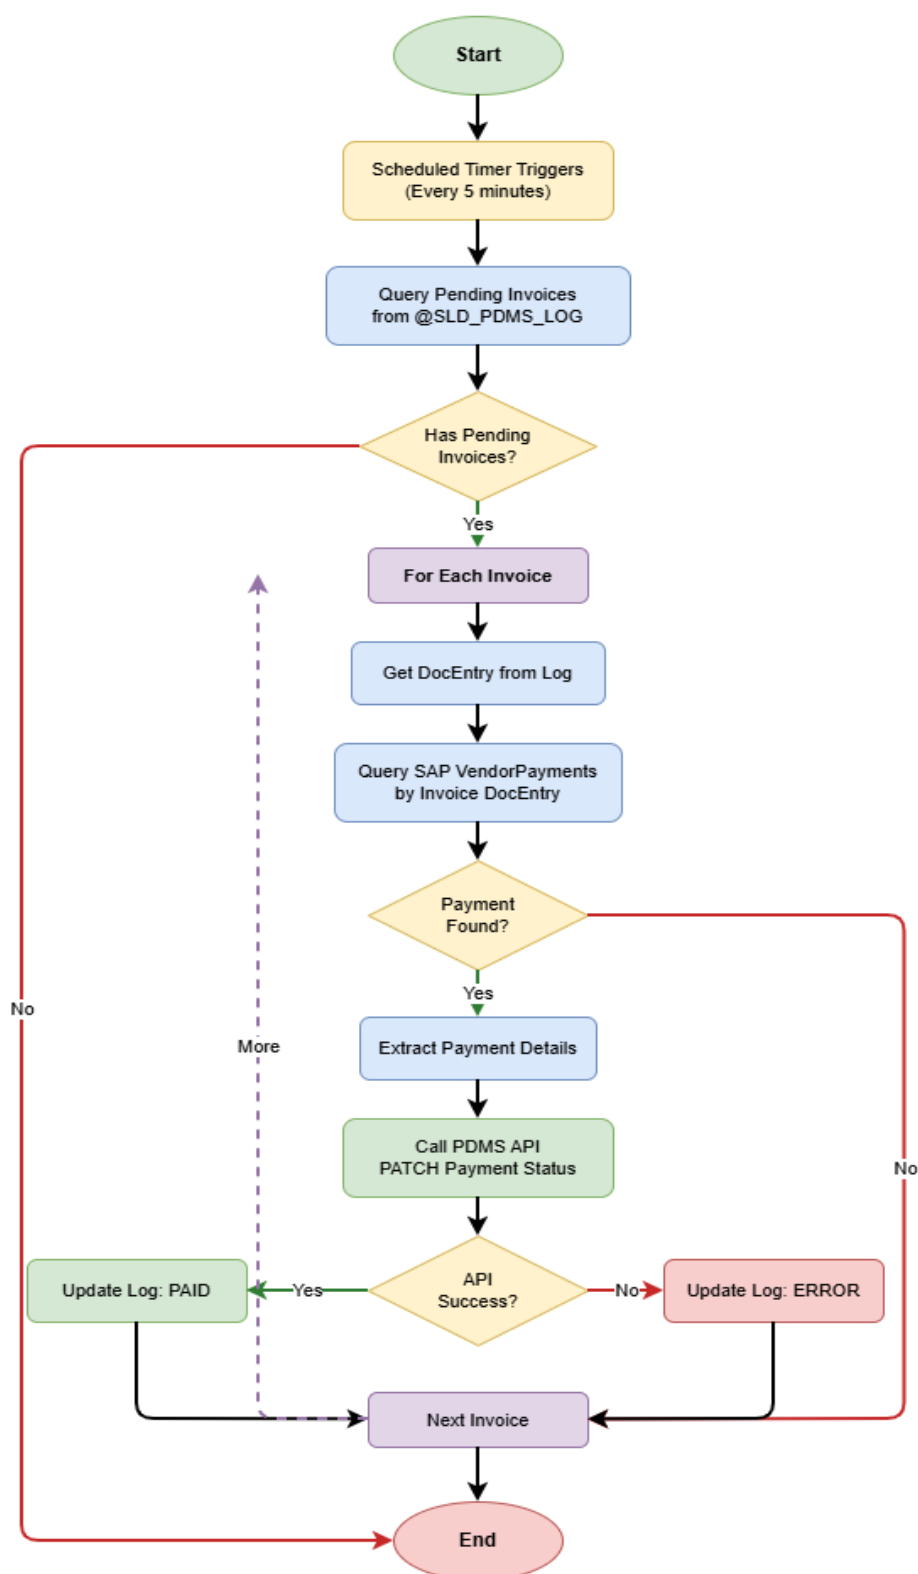 Start
Scheduled Timer Triggers
(Every 5 minutes)
Query Pending Invoices
from @SLD_PDMS_LOG
Has Pending
Invoices?
Yes
For Each Invoice
Get DocEntry from Log
Query SAP VendorPayments
by Invoice DocEntry
Payment
Found?
Yes
No
Extract Payment Details
More
Call PDMS API
PATCH Payment Status
No
Update Log: PAID
Yes
API
Success?
No
Update Log: ERROR
Next Invoice
End